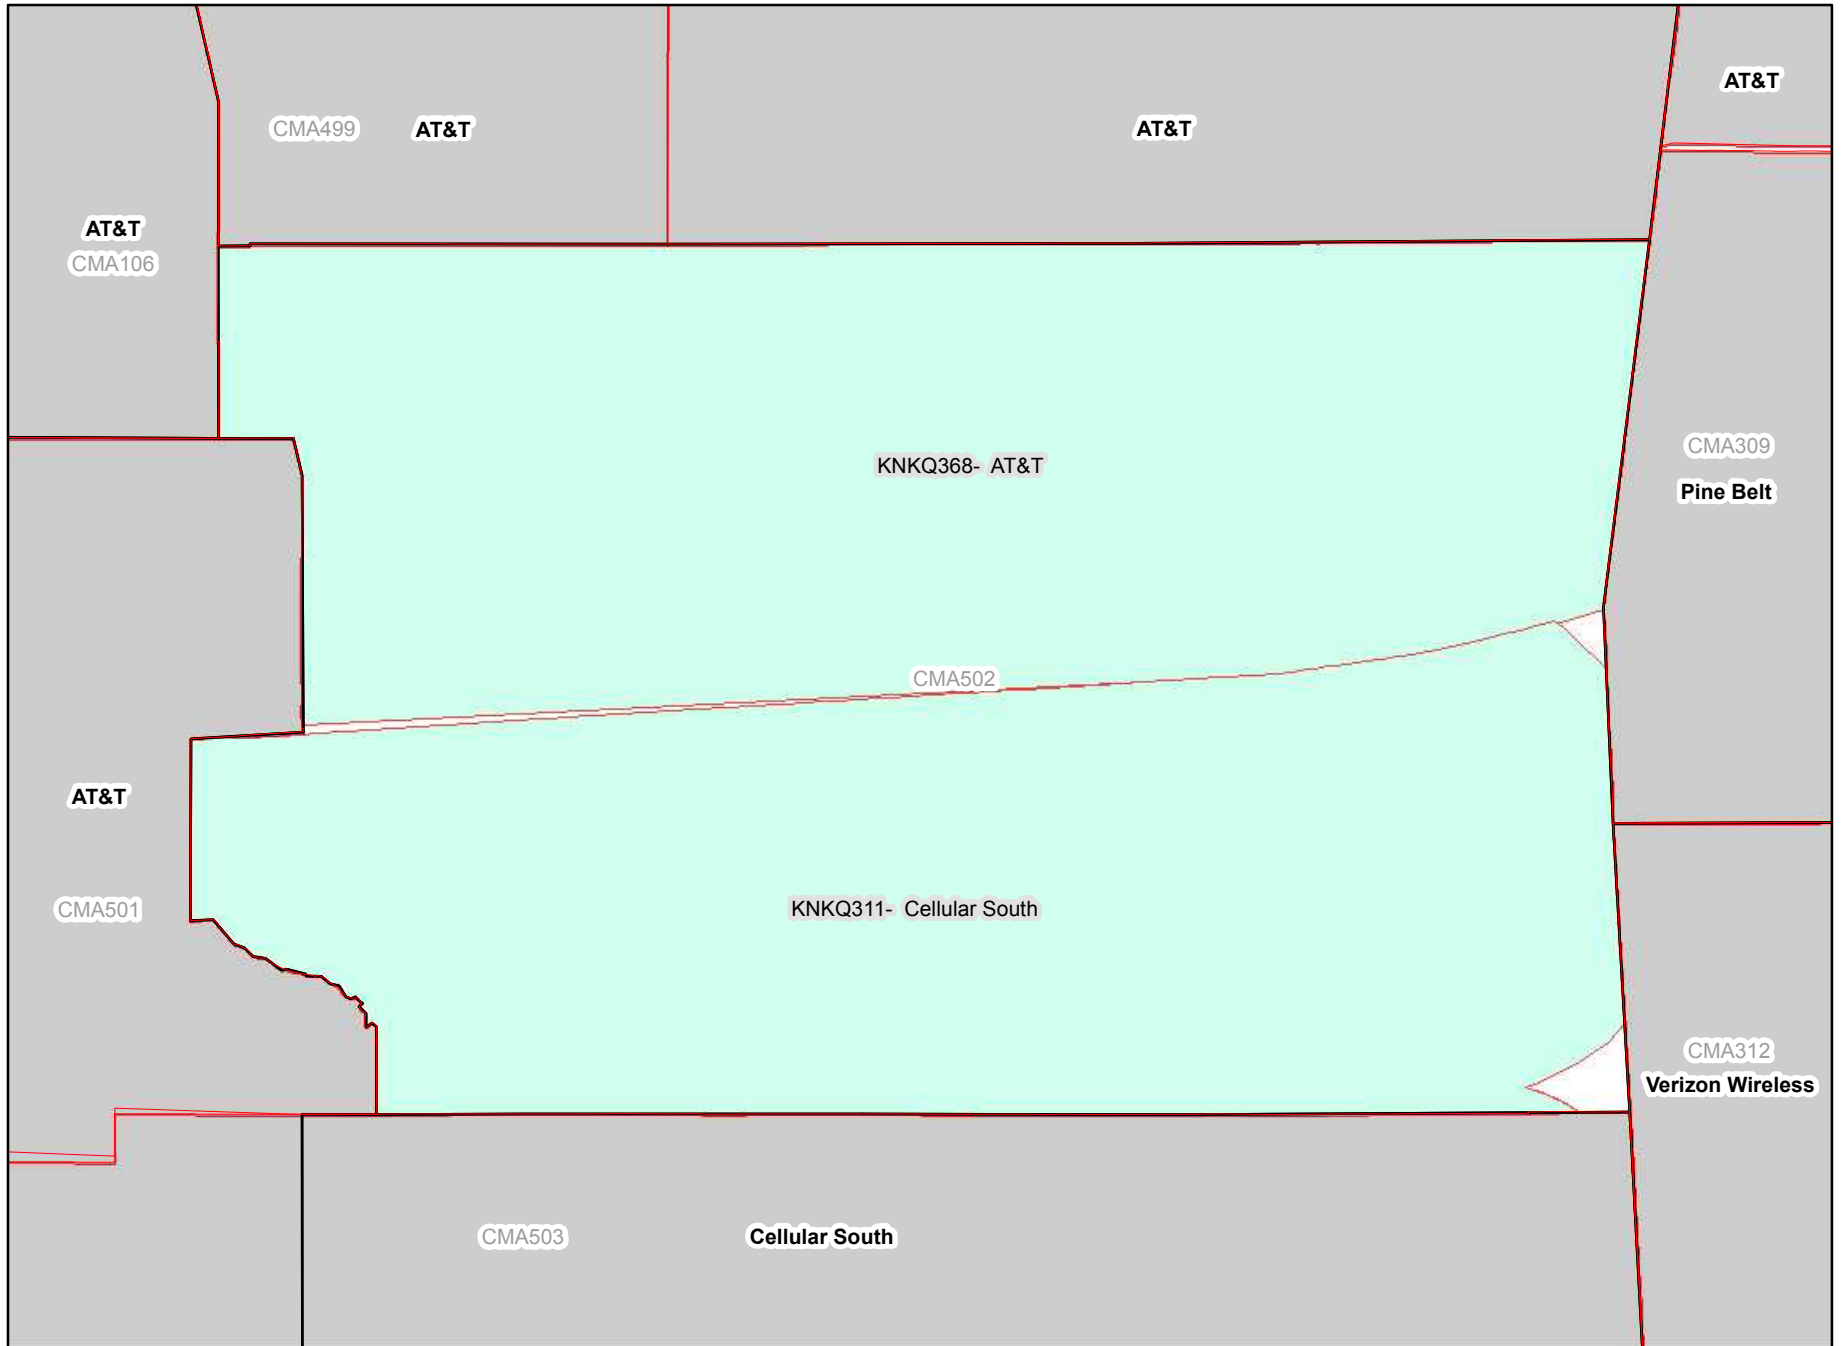 AT&T
CMA499 AT&T
AT&T
AT&T
CMA106
KNKQ368- AT&T
CMA309
Pine Belt
CMA502
AT&T
CMA501
KNKQ311- Cellular South
CMA312
Verizon Wireless
CMA503 Cellular South